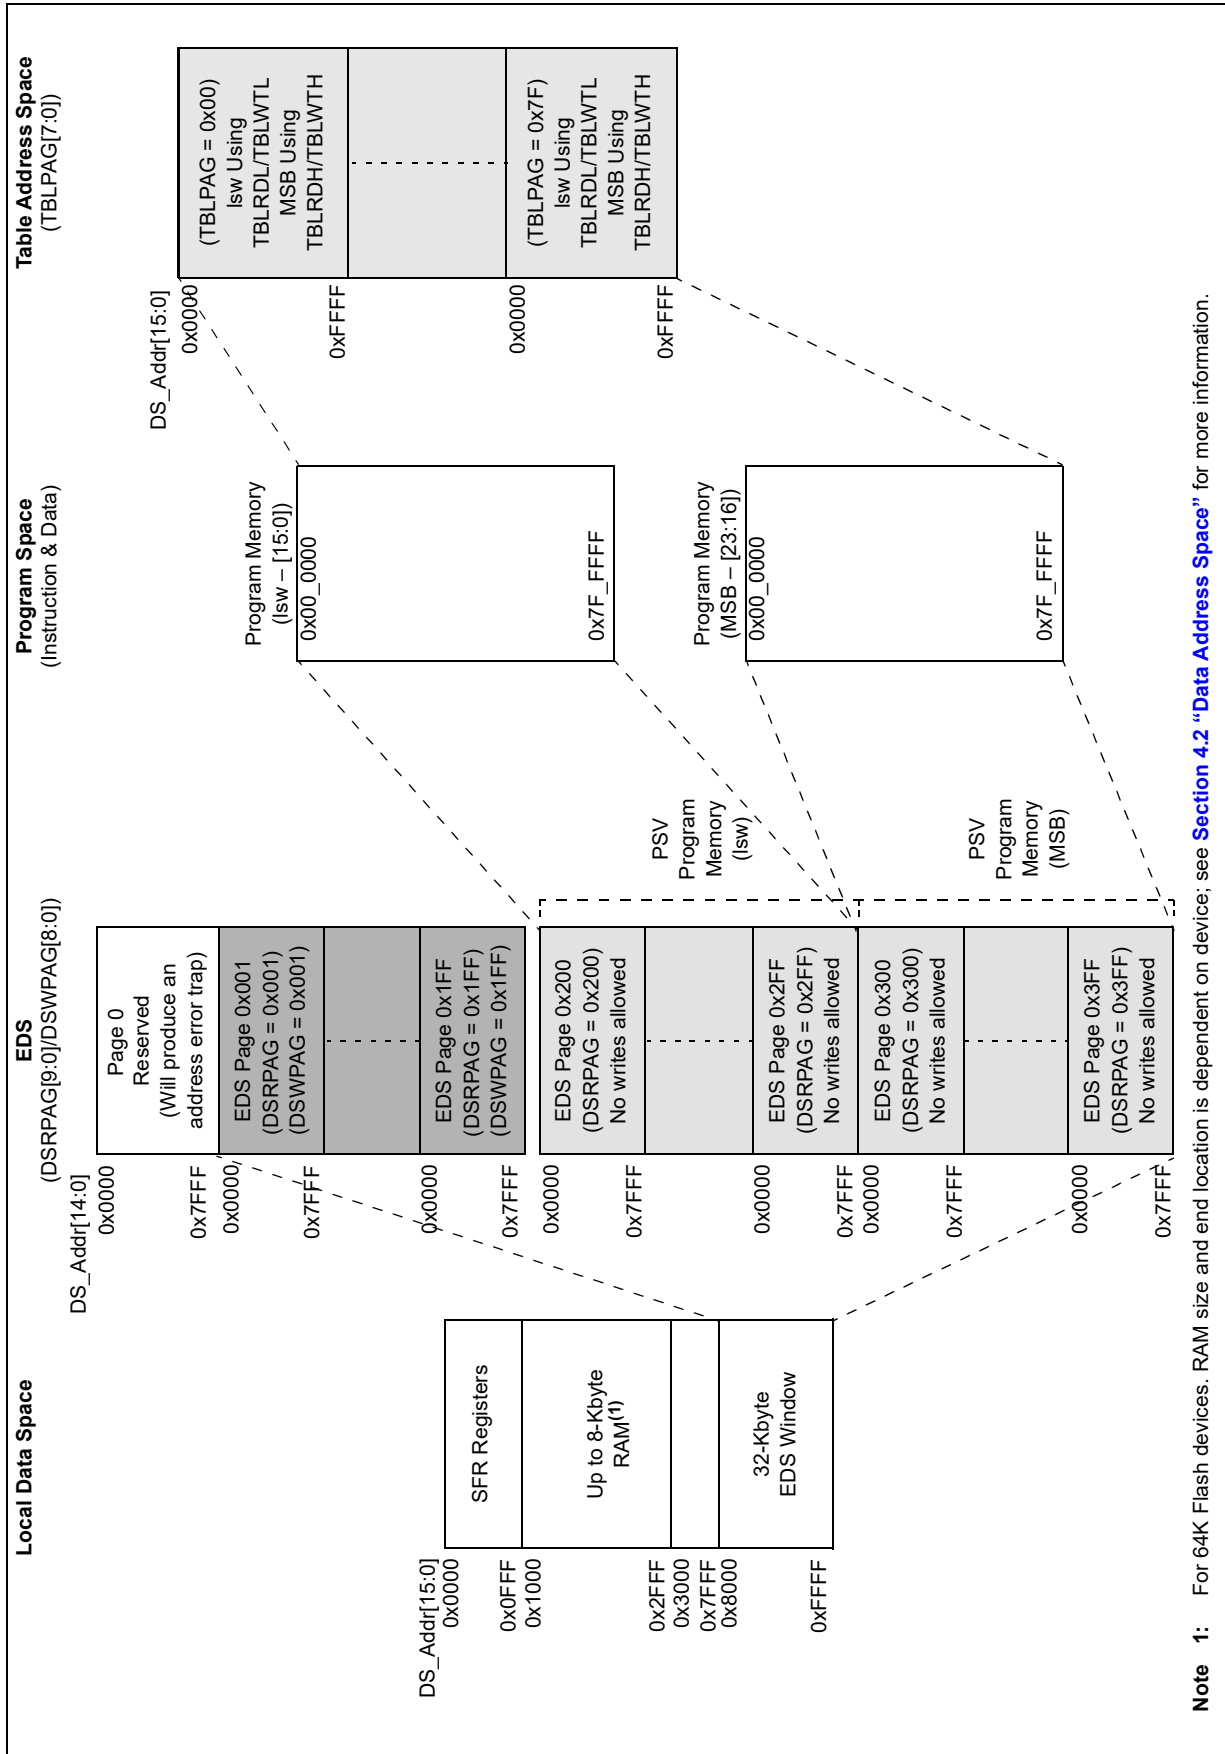 Local Data Space
DS_Addr[15:0]
0x0000
SFR Registers
0x0FFF
0x1000
Up to 8-Kbyte
RAM(1)
0x2FFF
0x3000
0x7FFF
0x8000
32-Kbyte
EDS Window
0xFFFF
EDS
(DSRPAG[9:0]/DSWPAG[8:0])
DS_Addr[14:0]
0x0000
Page 0
Reserved
(Will produce an
address error trap)
0x7FFF
0x0000
EDS Page 0x001
(DSRPAG = 0x001)
(DSWPAG = 0x001)
0x7FFF
0x0000
EDS Page 0x1FF
(DSRPAG = 0x1FF)
(DSWPAG = 0x1FF)
0x7FFF
0x0000
EDS Page 0x200
(DSRPAG = 0x200)
No writes allowed
0x7FFF
0x0000
EDS Page 0x2FF
(DSRPAG = 0x2FF)
No writes allowed
0x7FFF
0x0000
EDS Page 0x300
(DSRPAG = 0x300)
No writes allowed
0x7FFF
0x0000
EDS Page 0x3FF
(DSRPAG = 0x3FF)
No writes allowed
0x7FFF
PSV
Program
Memory
(lsw)
PSV
Program
Memory
(MSB)
Program Space
(Instruction & Data)
Program Memory
(lsw – [15:0])
0x00_0000
0x7F_FFFF
Program Memory
(MSB – [23:16])
0x00_0000
0x7F_FFFF
Table Address Space
(TBLPAG[7:0])
DS_Addr[15:0]
0x0000
(TBLPAG = 0x00)
lsw Using
TBLRDL/TBLWTL
MSB Using
TBLRDH/TBLWTH
0xFFFF
0x0000
(TBLPAG = 0x7F)
lsw Using
TBLRDL/TBLWTL
MSB Using
TBLRDH/TBLWTH
0xFFFF
Note 1: For 64K Flash devices. RAM size and end location is dependent on device; see Section 4.2 “Data Address Space” for more information.